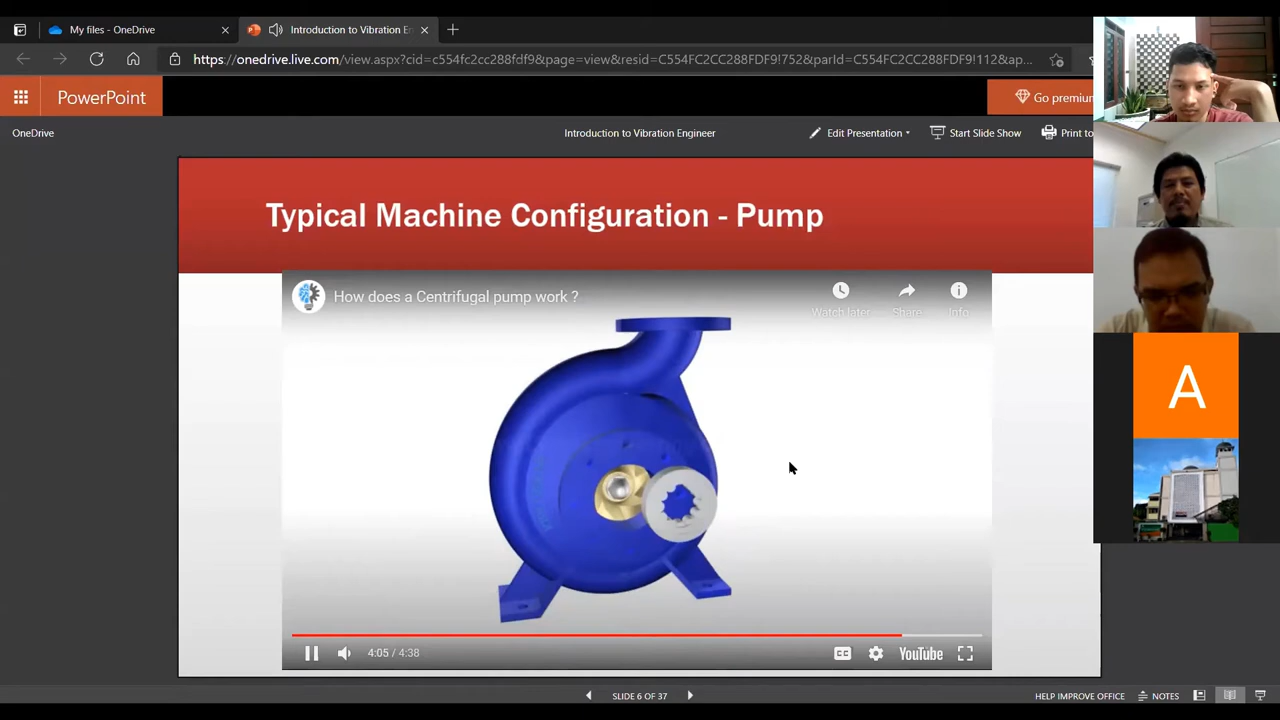 My files - OneDrive
Introduction to Vibration En
https://onedrive.live.com/view.aspx?cid=c554fc2cc288fdf9&page=view&resid=C554FC2CC288FDF9!752&parId=C554FC2CC288FDF9!112&ap...
PowerPoint
Go premium
OneDrive
Introduction to Vibration Engineer
Edit Presentation
Start Slide Show
Print to
Typical Machine Configuration - Pump
How does a Centrifugal pump work ?
Watch later
Share
Info
A
4:05 / 4:38
CC
YouTube
SLIDE 6 OF 37
HELP IMPROVE OFFICE
NOTES